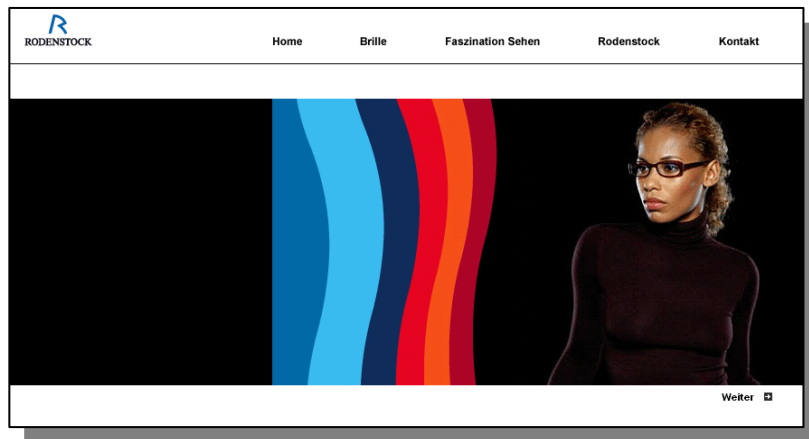 RODENSTOCK
Home Brille Faszination Sehen Rodenstock Kontakt
Weiter